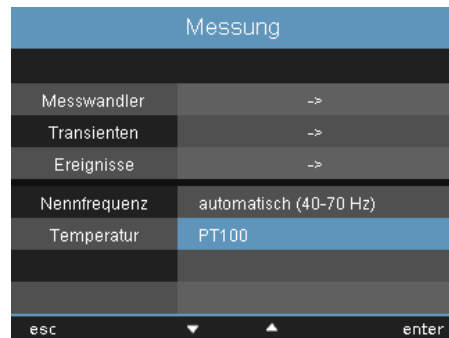 Messung
Messwandler ->
Transienten ->
Ereignisse ->
Nennfrequenz automatisch (40-70 Hz)
Temperatur PT100
esc ▼ ▲ enter